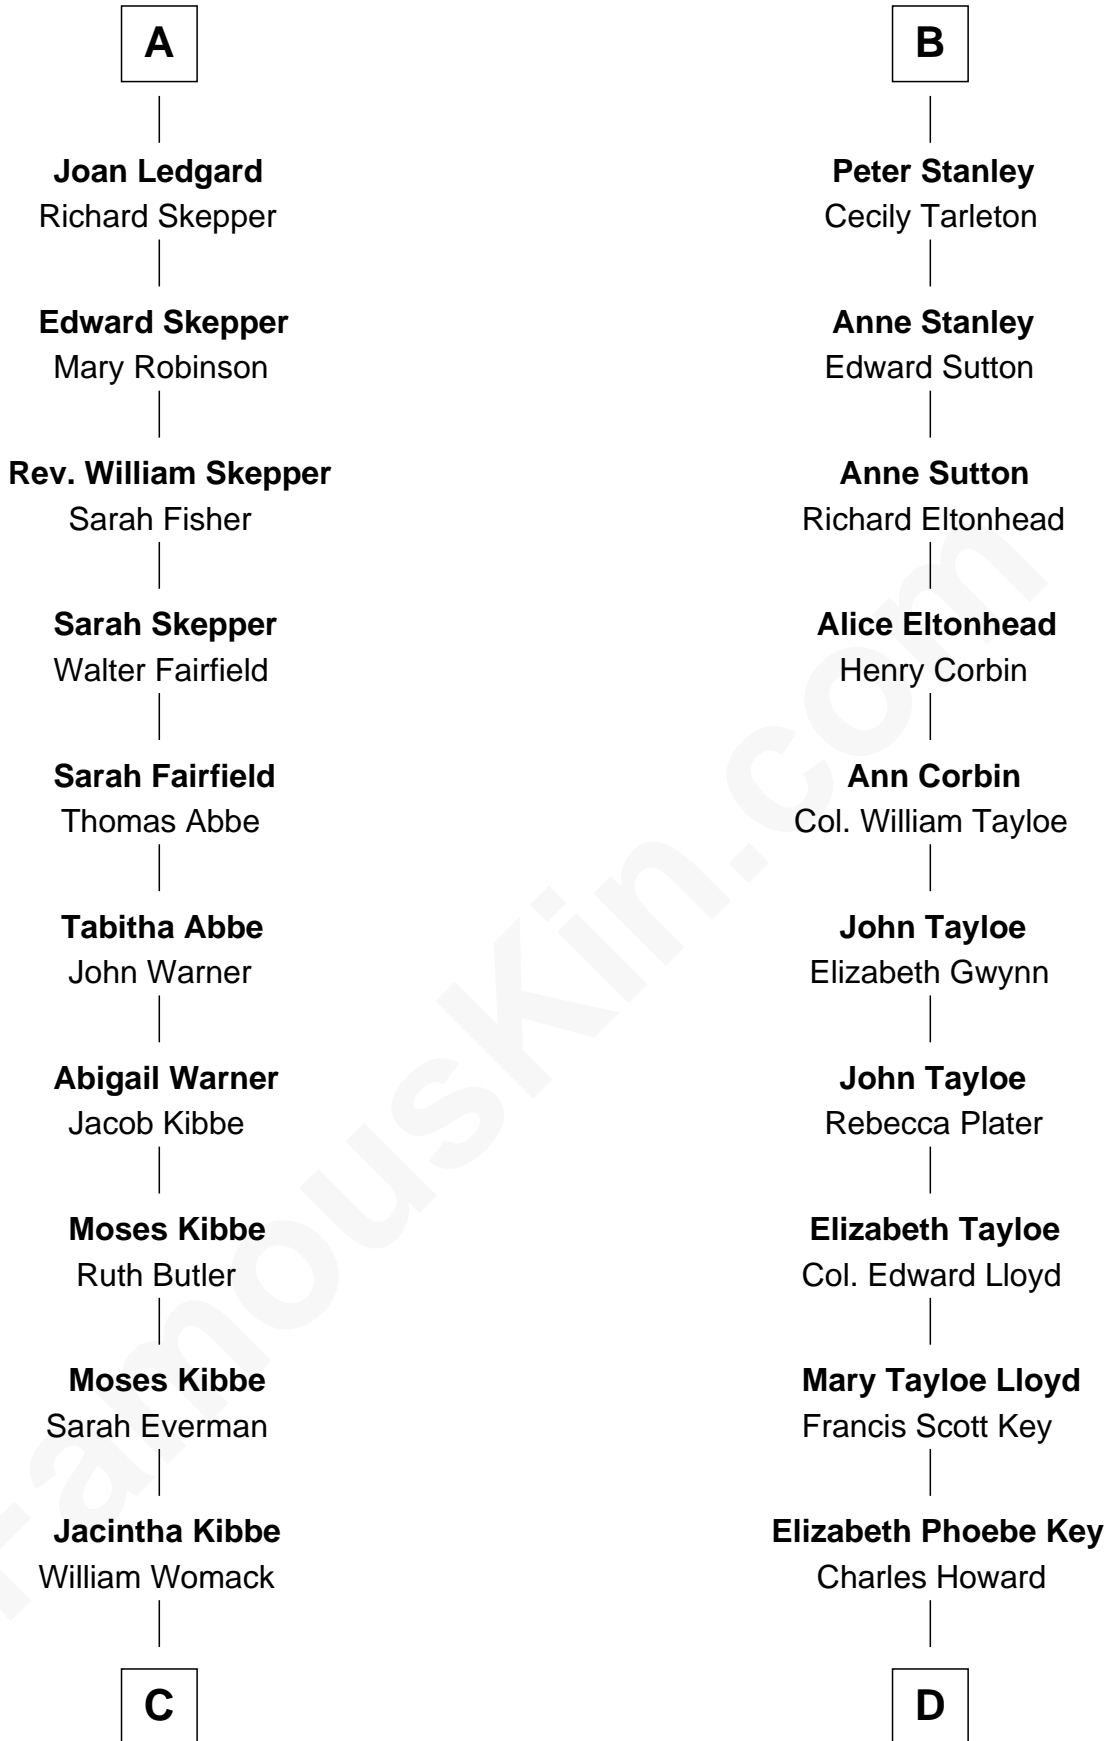 A
Joan Ledgard
Richard Skepper
Edward Skepper
Mary Robinson
Rev. William Skepper
Sarah Fisher
Sarah Skepper
Walter Fairfield
Sarah Fairfield
Thomas Abbe
Tabitha Abbe
John Warner
Abigail Warner
Jacob Kibbe
Moses Kibbe
Ruth Butler
Moses Kibbe
Sarah Everman
Jacintha Kibbe
William Womack
C
B
Peter Stanley
Cecily Tarleton
Anne Stanley
Edward Sutton
Anne Sutton
Richard Eltonhead
Alice Eltonhead
Henry Corbin
Ann Corbin
Col. William Tayloe
John Tayloe
Elizabeth Gwynn
John Tayloe
Rebecca Plater
Elizabeth Tayloe
Col. Edward Lloyd
Mary Tayloe Lloyd
Francis Scott Key
Elizabeth Phoebe Key
Charles Howard
D
FamousKin.com